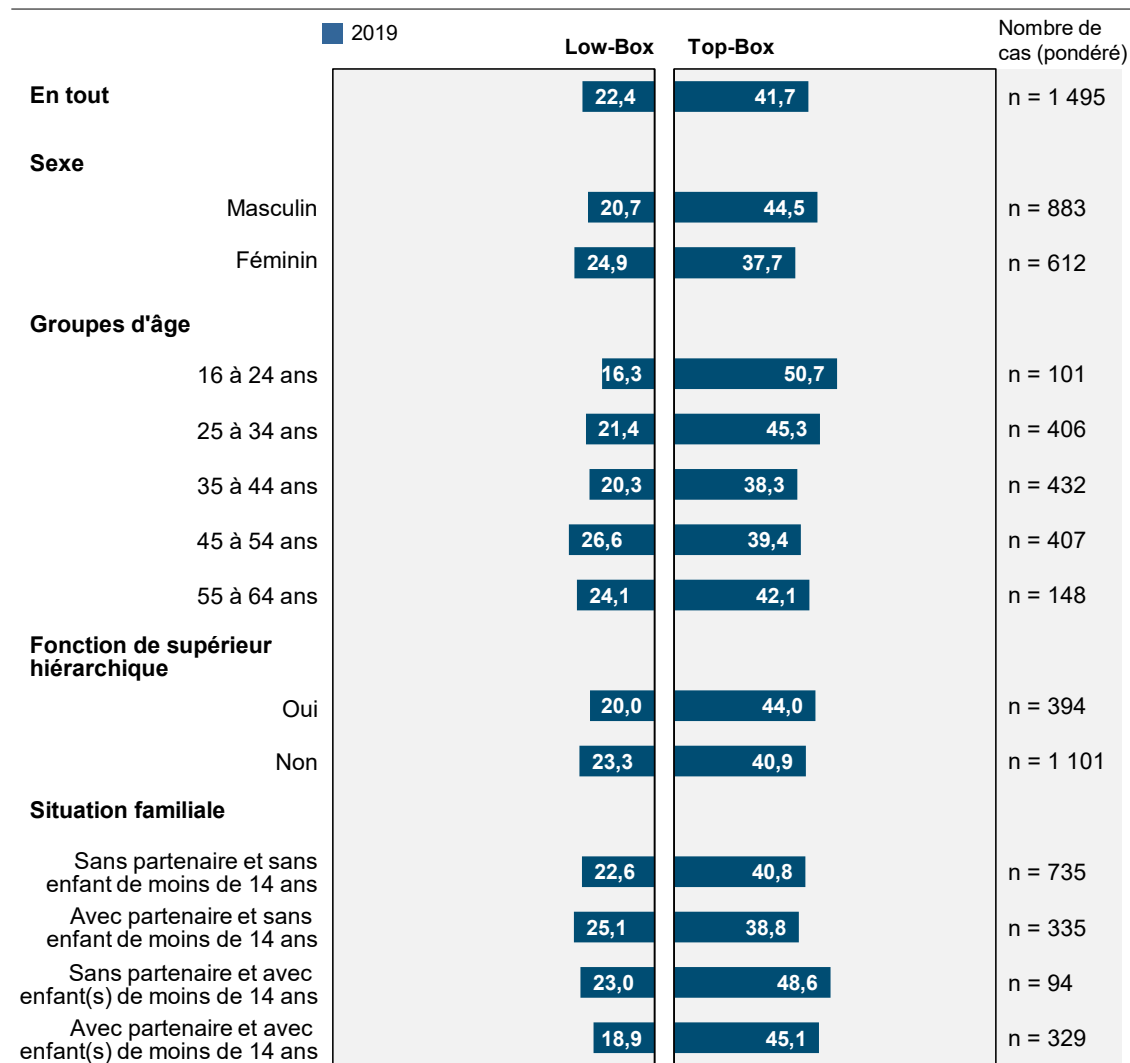 2019
Low-Box Top-Box
Nombre de
cas (pondéré)
En tout 22,4 41,7 n = 1 495
Sexe
Masculin 20,7 44,5 n = 883
Féminin 24,9 37,7 n = 612
Groupes d'âge
16 à 24 ans 16,3 50,7 n = 101
25 à 34 ans 21,4 45,3 n = 406
35 à 44 ans 20,3 38,3 n = 432
45 à 54 ans 26,6 39,4 n = 407
55 à 64 ans 24,1 42,1 n = 148
Fonction de supérieur
hiérarchique
Oui 20,0 44,0 n = 394
Non 23,3 40,9 n = 1 101
Situation familiale
Sans partenaire et sans
enfant de moins de 14 ans 22,6 40,8 n = 735
Avec partenaire et sans
enfant de moins de 14 ans 25,1 38,8 n = 335
Sans partenaire et avec
enfant(s) de moins de 14 ans 23,0 48,6 n = 94
Avec partenaire et avec
enfant(s) de moins de 14 ans 18,9 45,1 n = 329